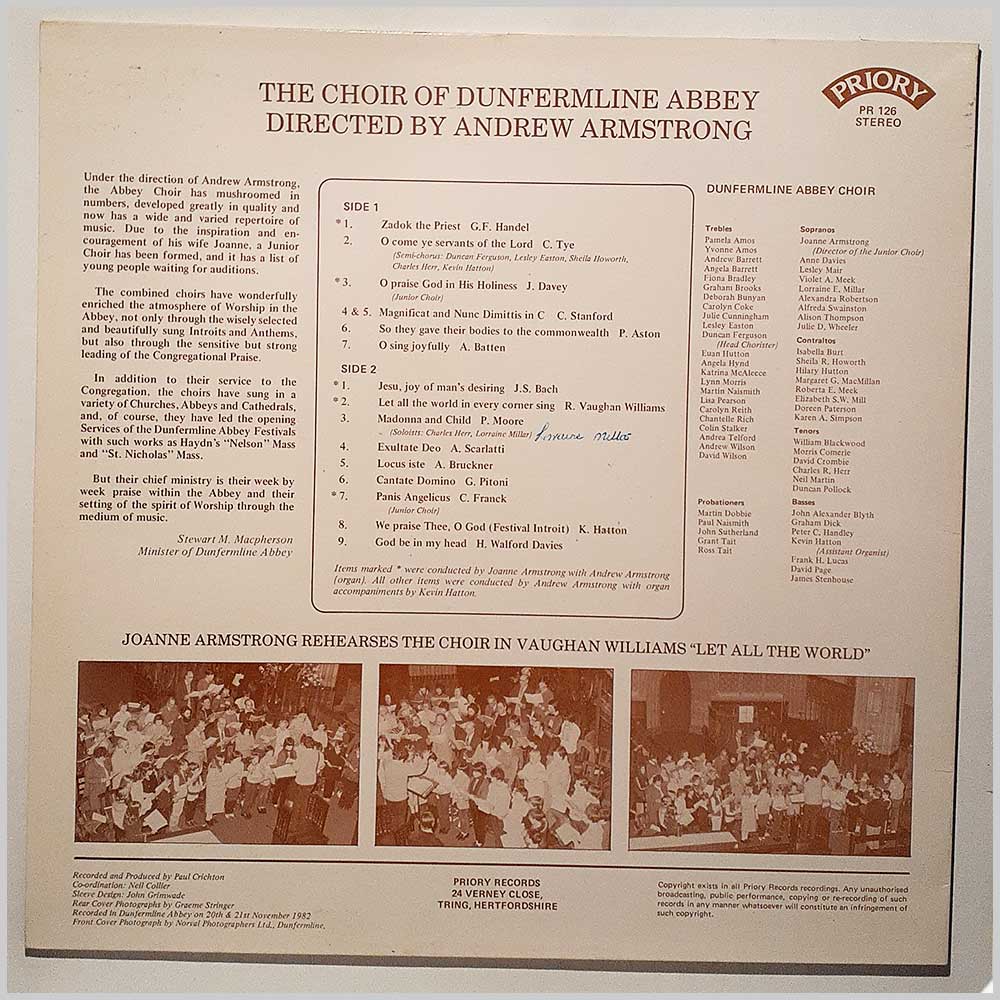 THE CHOIR OF DUNFERMLINE ABBEY
DIRECTED BY ANDREW ARMSTRONG
PRIORY
PR 126
STEREO
Under the direction of Andrew Armstrong,
the Abbey Choir has mushroomed in
numbers, developed greatly in quality and
now has a wide and varied repertoire of
music. Due to the inspiration and en-
couragement of his wife Joanne, a Junior
Choir has been formed, and it has a list of
young people waiting for auditions.
The combined choirs have wonderfully
enriched the atmosphere of Worship in the
Abbey, not only through the wisely selected
and beautifully sung Introits and Anthems,
but also through the sensitive but strong
leading of the Congregational Praise.
In addition to their service to the
Congregation, the choirs have sung in a
variety of Churches, Abbeys and Cathedrals,
and, of course, they have led the opening
Services of the Dunfermline Abbey Festivals
with such works as Haydn's "Nelson" Mass
and "St. Nicholas" Mass.
But their chief ministry is their week by
week praise within the Abbey and their
setting of the spirit of Worship through the
medium of music.
Stewart M. Macpherson
Minister of Dunfermline Abbey
SIDE 1
* 1. Zadok the Priest G.F. Handel
2. O come ye servants of the Lord C. Tye
(Semi-chorus: Duncan Ferguson, Lesley Easton, Sheila Howorth,
Charles Herr, Kevin Hatton)
* 3. O praise God in His Holiness J. Davey
(Junior Choir)
4 & 5. Magnificat and Nunc Dimittis in C C. Stanford
6. So they gave their bodies to the commonwealth P. Aston
7. O sing joyfully A. Batten
SIDE 2
* 1. Jesu, joy of man's desiring J.S. Bach
* 2. Let all the world in every corner sing R. Vaughan Williams
3. Madonna and Child P. Moore
(Soloists: Charles Herr, Lorraine Millar) Lorraine Millar
4. Exultate Deo A. Scarlatti
5. Locus iste A. Bruckner
6. Cantate Domino G. Pitoni
* 7. Panis Angelicus C. Franck
(Junior Choir)
8. We praise Thee, O God (Festival Introit) K. Hatton
9. God be in my head H. Walford Davies
Items marked * were conducted by Joanne Armstrong with Andrew Armstrong
(organ). All other items were conducted by Andrew Armstrong with organ
accompaniments by Kevin Hatton.
DUNFERMLINE ABBEY CHOIR
Trebles
Pamela Amos
Yvonne Amos
Andrew Barrett
Angela Barrett
Fiona Bradley
Graham Brooks
Deborah Bunyan
Carolyn Coke
Julie Cunningham
Lesley Easton
Duncan Ferguson
(Head Chorister)
Euan Hutton
Angela Hynd
Katrina McAleece
Lynn Morris
Martin Naismith
Lisa Pearson
Carolyn Reith
Chantelle Rich
Colin Stalker
Andrea Telford
Andrew Wilson
David Wilson
Probationers
Martin Dobbie
Paul Naismith
John Sutherland
Grant Tait
Ross Tait
Sopranos
Joanne Armstrong
(Director of the Junior Choir)
Anne Davies
Lesley Mair
Violet A. Meek
Lorraine E. Millar
Alexandra Robertson
Alfreda Swainston
Alison Thompson
Julie D. Wheeler
Contraltos
Isabella Burt
Sheila R. Howorth
Hilary Hutton
Margaret G. MacMillan
Roberta E. Meek
Elizabeth S.W. Mill
Doreen Paterson
Karen A. Simpson
Tenors
William Blackwood
Morris Comerie
David Crombie
Charles R. Herr
Neil Martin
Duncan Pollock
Basses
John Alexander Blyth
Graham Dick
Peter C. Handley
Kevin Hatton
(Assistant Organist)
Frank H. Lucas
David Page
James Stenhouse
JOANNE ARMSTRONG REHEARSES THE CHOIR IN VAUGHAN WILLIAMS "LET ALL THE WORLD"
Recorded and Produced by Paul Crichton
Co-ordination: Neil Collier
Sleeve Design: John Grimwade
Rear Cover Photographs by Graeme Stringer
Recorded in Dunfermline Abbey on 20th & 21st November 1982
Front Cover Photograph by Norval Photographers Ltd., Dunfermline.
PRIORY RECORDS
24 VERNEY CLOSE,
TRING, HERTFORDSHIRE
Copyright exists in all Priory Records recordings. Any unauthorised
broadcasting, public performance, copying or re-recording of such
records in any manner whatsoever will constitute an infringement of
such copyright.